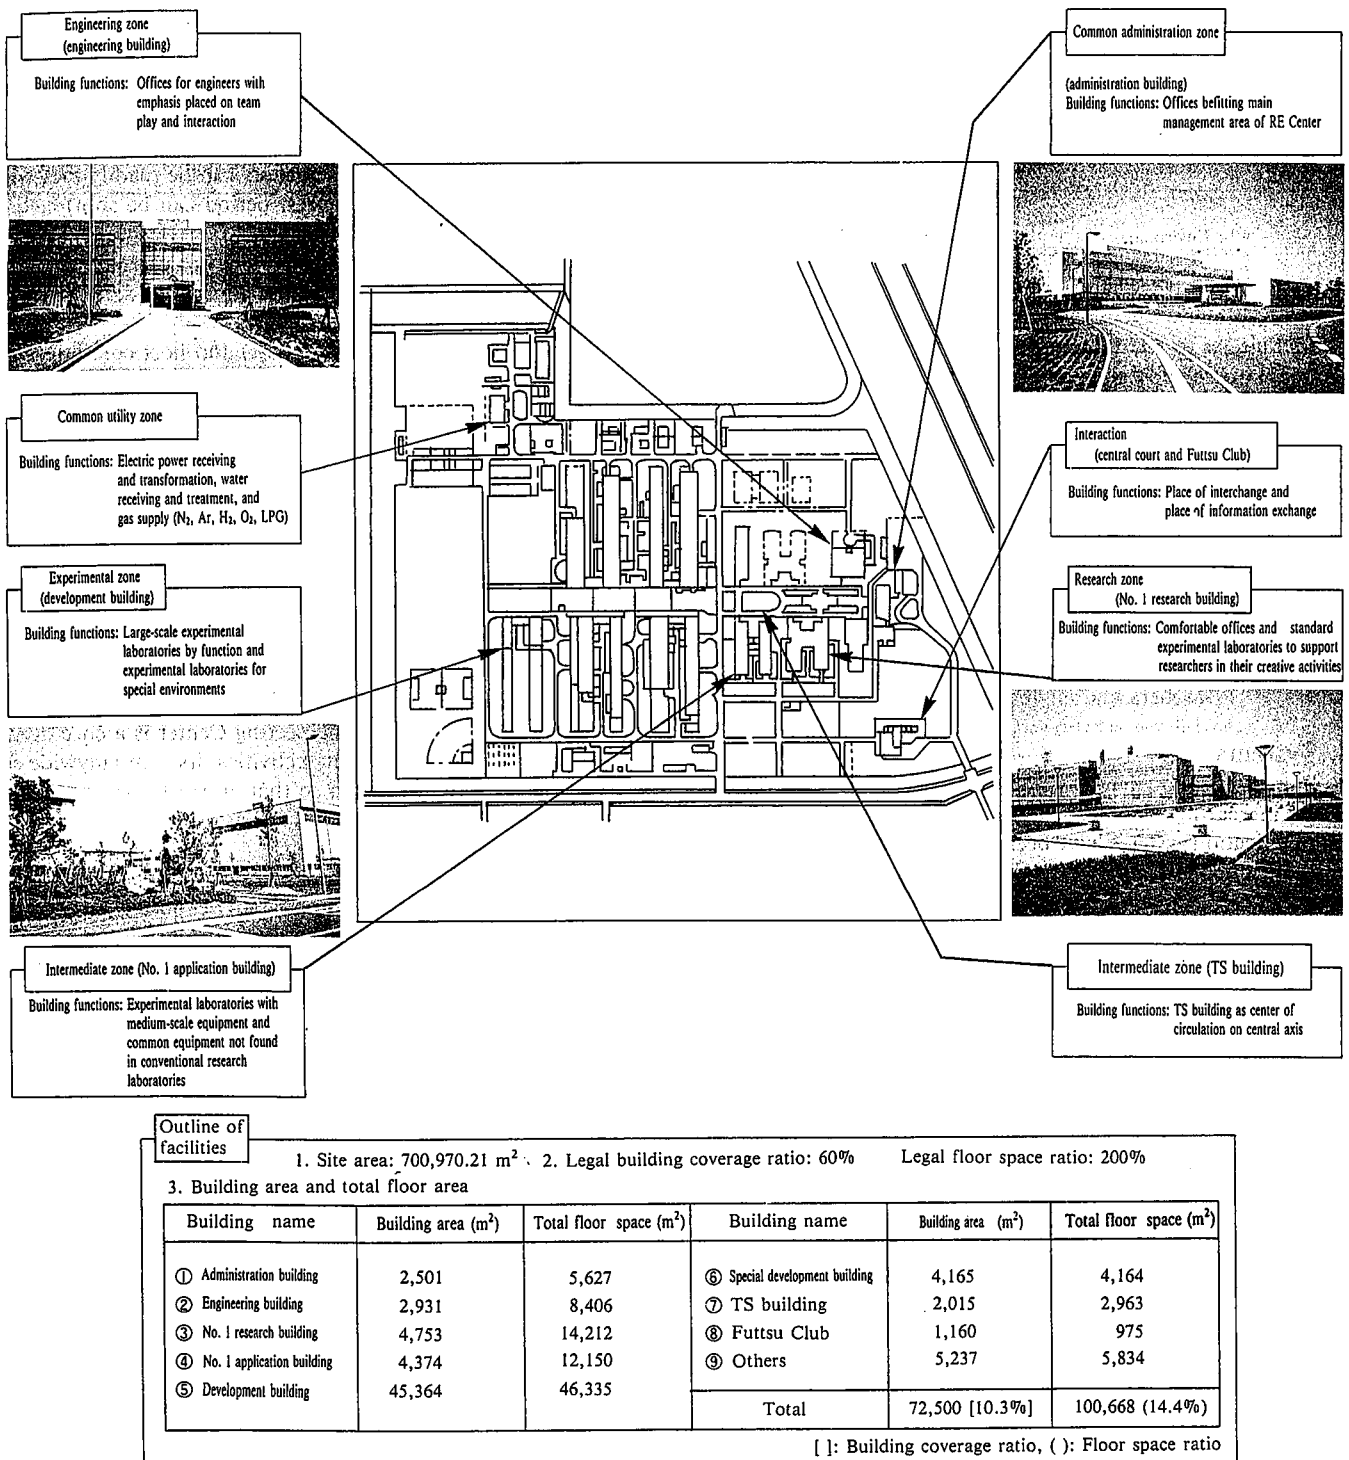 Engineering zone
(engineering building)
Building functions: Offices for engineers with
emphasis placed on team
play and interaction
Common administration zone
(administration building)
Building functions: Offices befitting main
management area of RE Center
Common utility zone
Building functions: Electric power receiving
and transformation, water
receiving and treatment, and
gas supply (N₂, Ar, H₂, O₂, LPG)
Interaction
(central court and Futtsu Club)
Building functions: Place of interchange and
place of information exchange
Experimental zone
(development building)
Building functions: Large-scale experimental
laboratories by function and
experimental laboratories for
special environments
Research zone
(No. 1 research building)
Building functions: Comfortable offices and standard
experimental laboratories to support
researchers in their creative activities
Intermediate zone (No. 1 application building)
Building functions: Experimental laboratories with
medium-scale equipment and
common equipment not found
in conventional research
laboratories
Intermediate zone (TS building)
Building functions: TS building as center of
circulation on central axis
Outline of
facilities
1. Site area: 700,970.21 m² 2. Legal building coverage ratio: 60% Legal floor space ratio: 200%
3. Building area and total floor area
Building name Building area (m²) Total floor space (m²) Building name Building area (m²) Total floor space (m²)
① Administration building 2,501 5,627 ⑥ Special development building 4,165 4,164
② Engineering building 2,931 8,406 ⑦ TS building 2,015 2,963
③ No. 1 research building 4,753 14,212 ⑧ Futtsu Club 1,160 975
④ No. 1 application building 4,374 12,150 ⑨ Others 5,237 5,834
⑤ Development building 45,364 46,335
Total 72,500 [10.3%] 100,668 (14.4%)
[ ]: Building coverage ratio, ( ): Floor space ratio